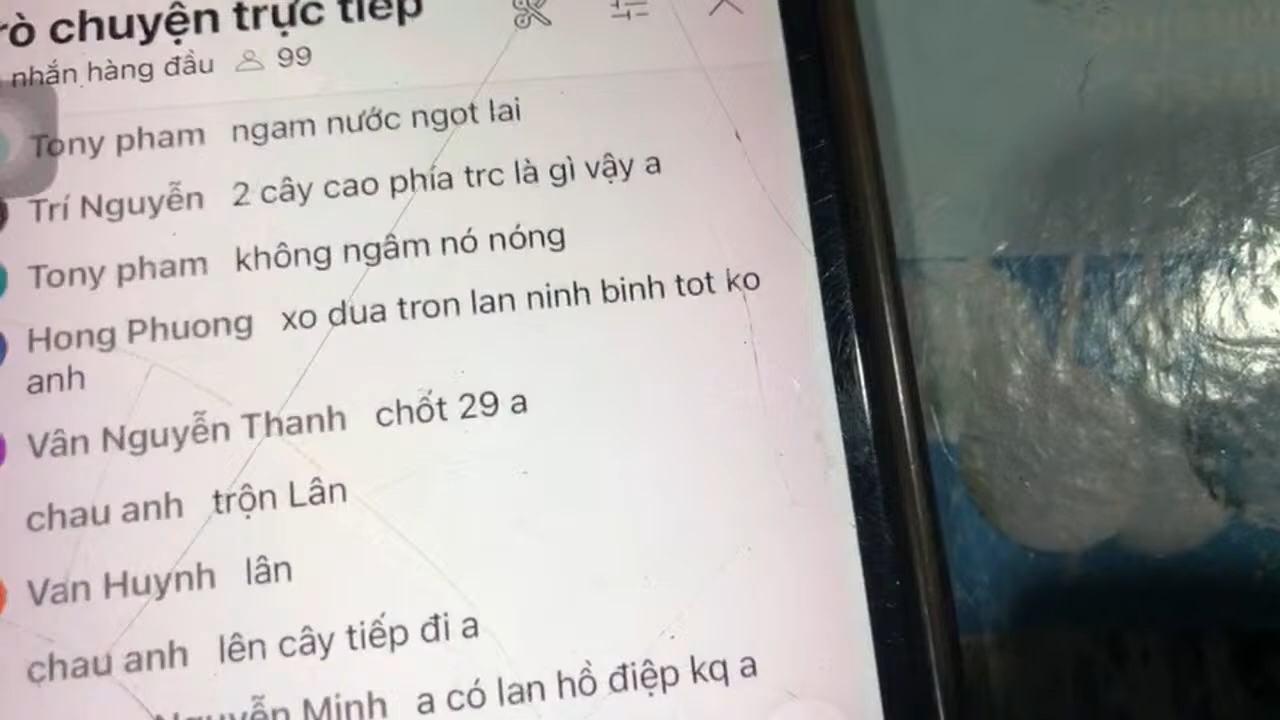 rò chuyện trực tiếp
nhắn hàng đầu 99
Tony pham ngam nước ngọt lai
Trí Nguyễn 2 cây cao phía trc là gì vậy a
Tony pham không ngâm nó nóng
Hong Phuong xo dua tron lan ninh binh tot ko
anh
Vân Nguyễn Thanh chốt 29 a
chau anh trộn Lân
Van Huynh lân
chau anh lên cây tiếp đi a
Nguyễn Minh a có lan hồ điệp kq a